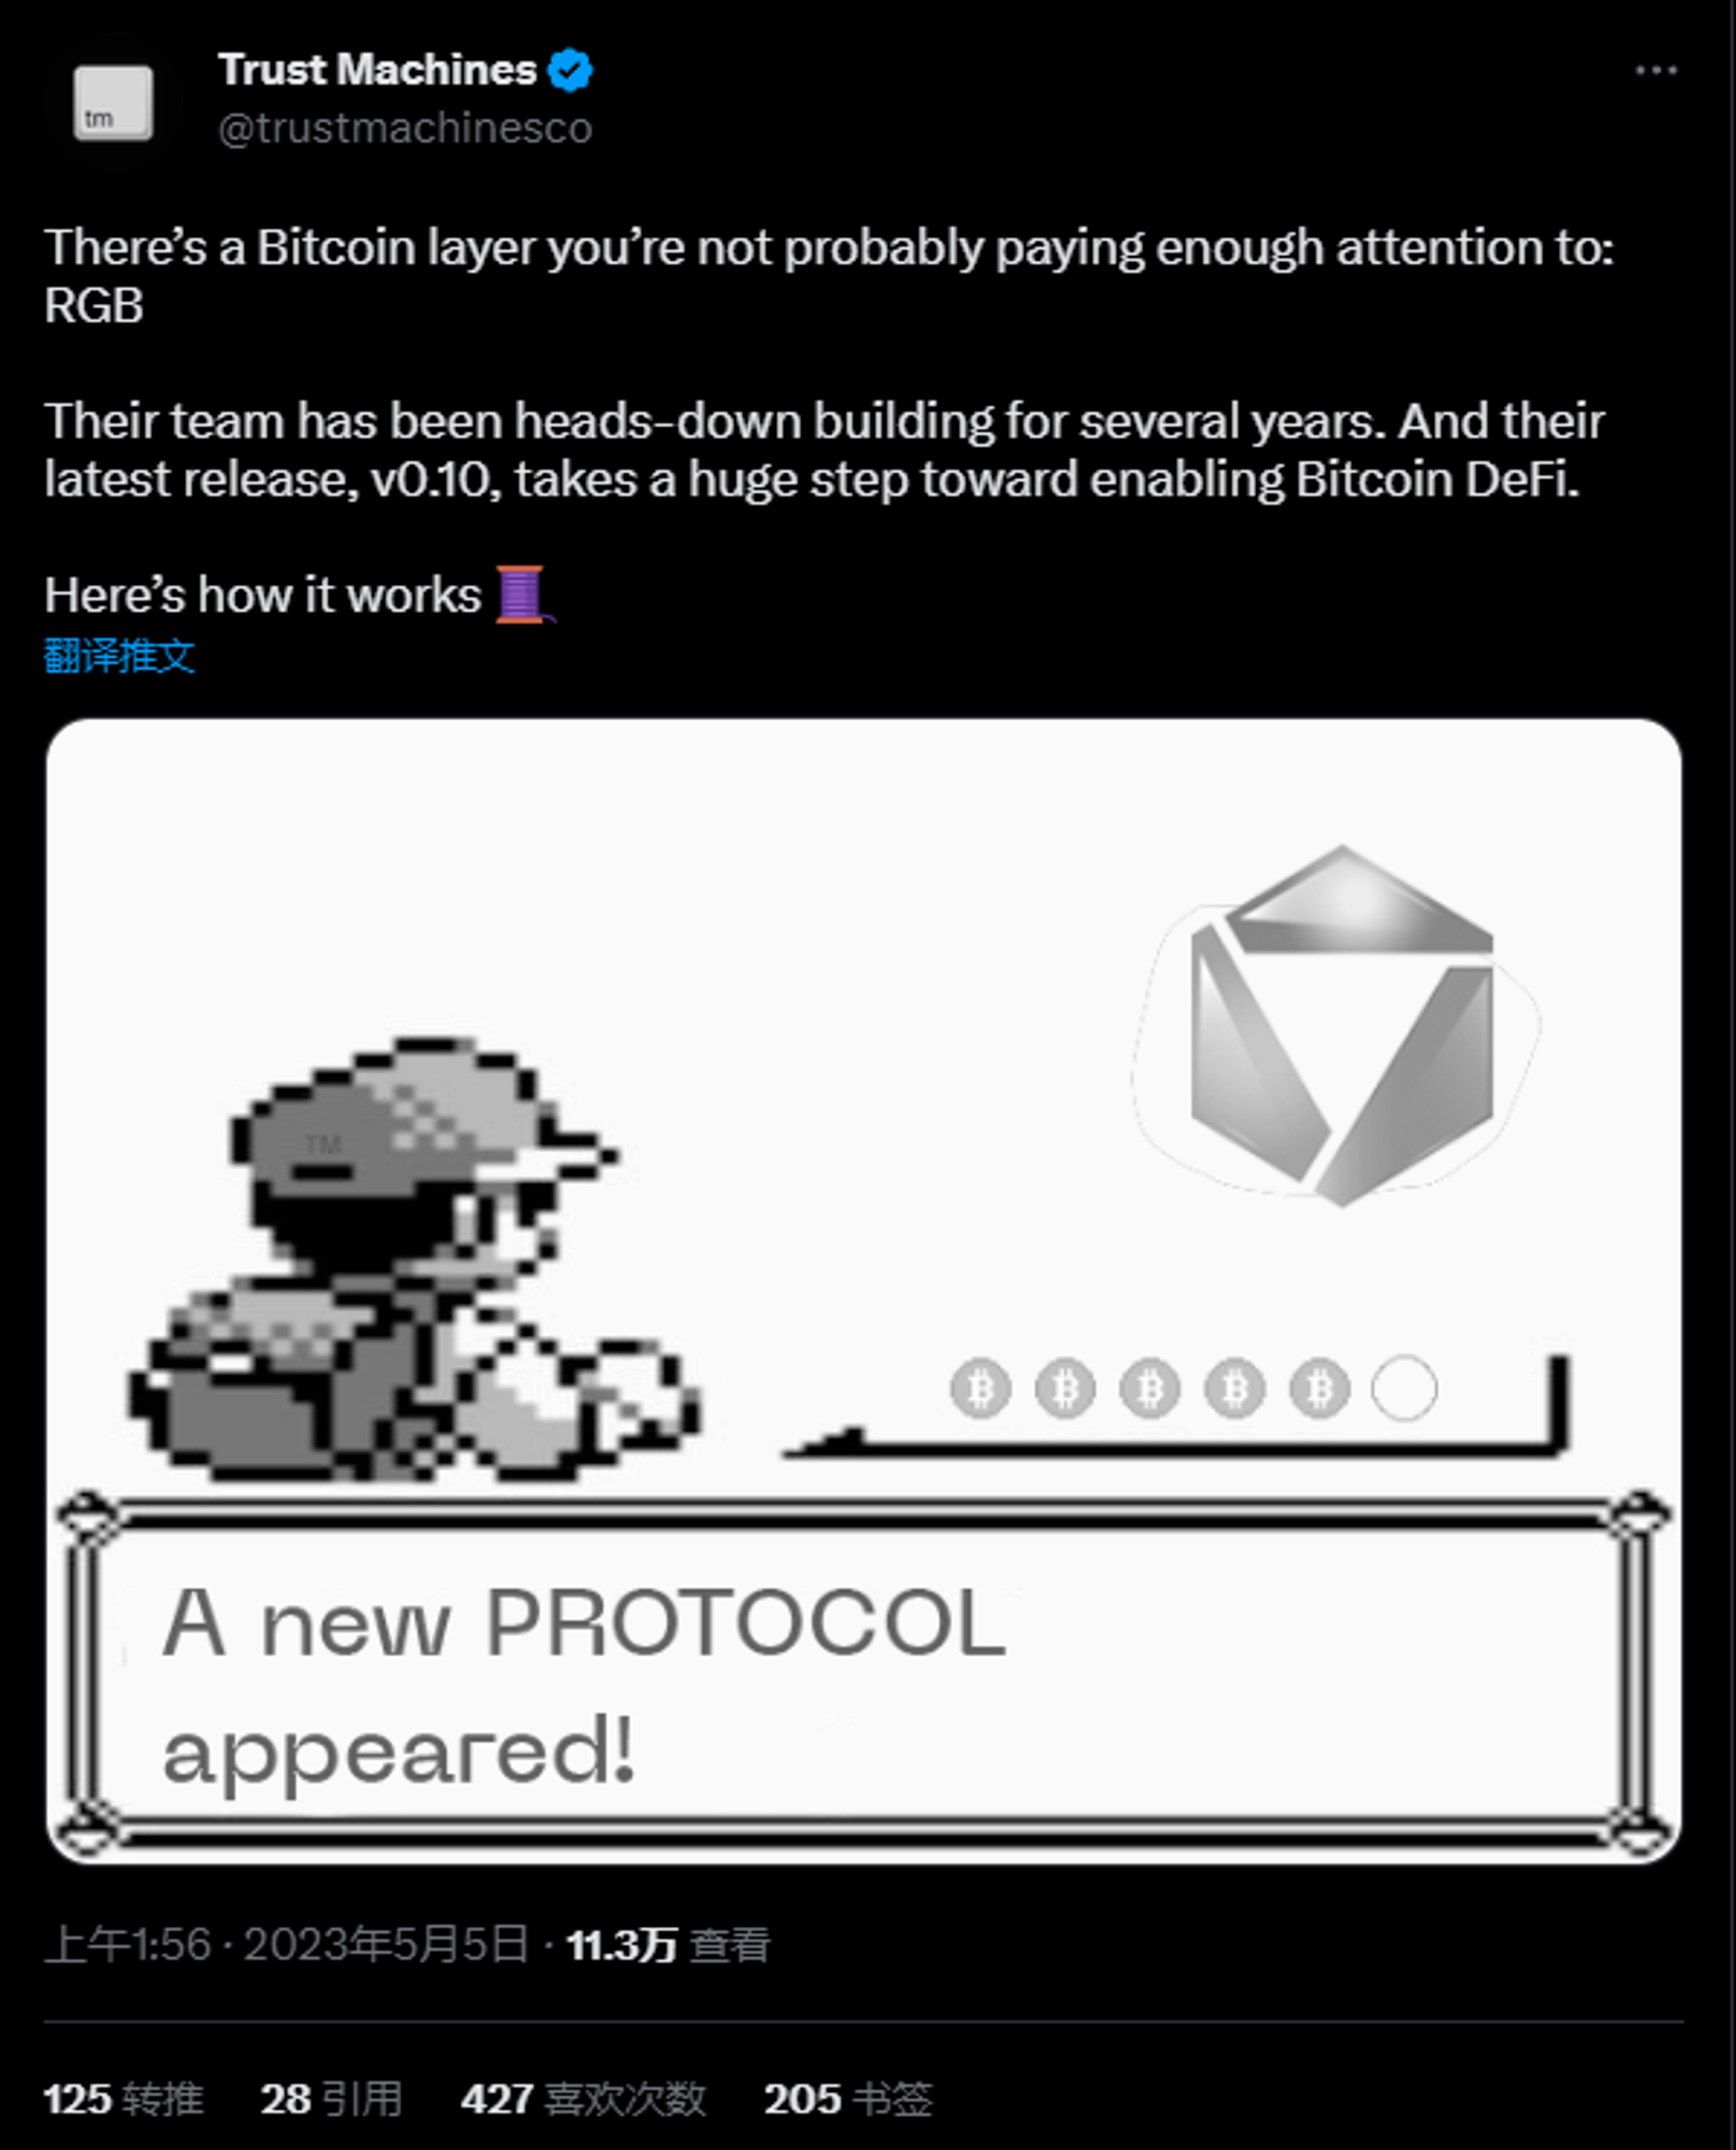 Trust Machines
tm
@trustmachinesco
There’s a Bitcoin layer you’re not probably paying enough attention to:
RGB
Their team has been heads-down building for several years. And their
latest release, v0.10, takes a huge step toward enabling Bitcoin DeFi.
Here’s how it works 🧵
翻译推文
TM
A new PROTOCOL
appeared!
上午1:56 · 2023年5月5日 · 11.3万 查看
125 转推 28 引用 427 喜欢次数 205 书签